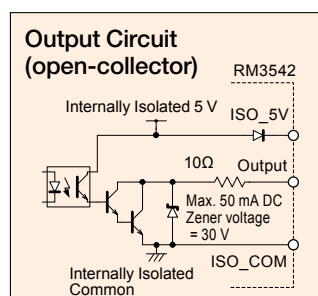 Output Circuit
(open-collector)
RM3542
Internally Isolated 5 V
ISO_5V
10Ω
Output
Max. 50 mA DC
Zener voltage
= 30 V
ISO_COM
Internally Isolated
Common